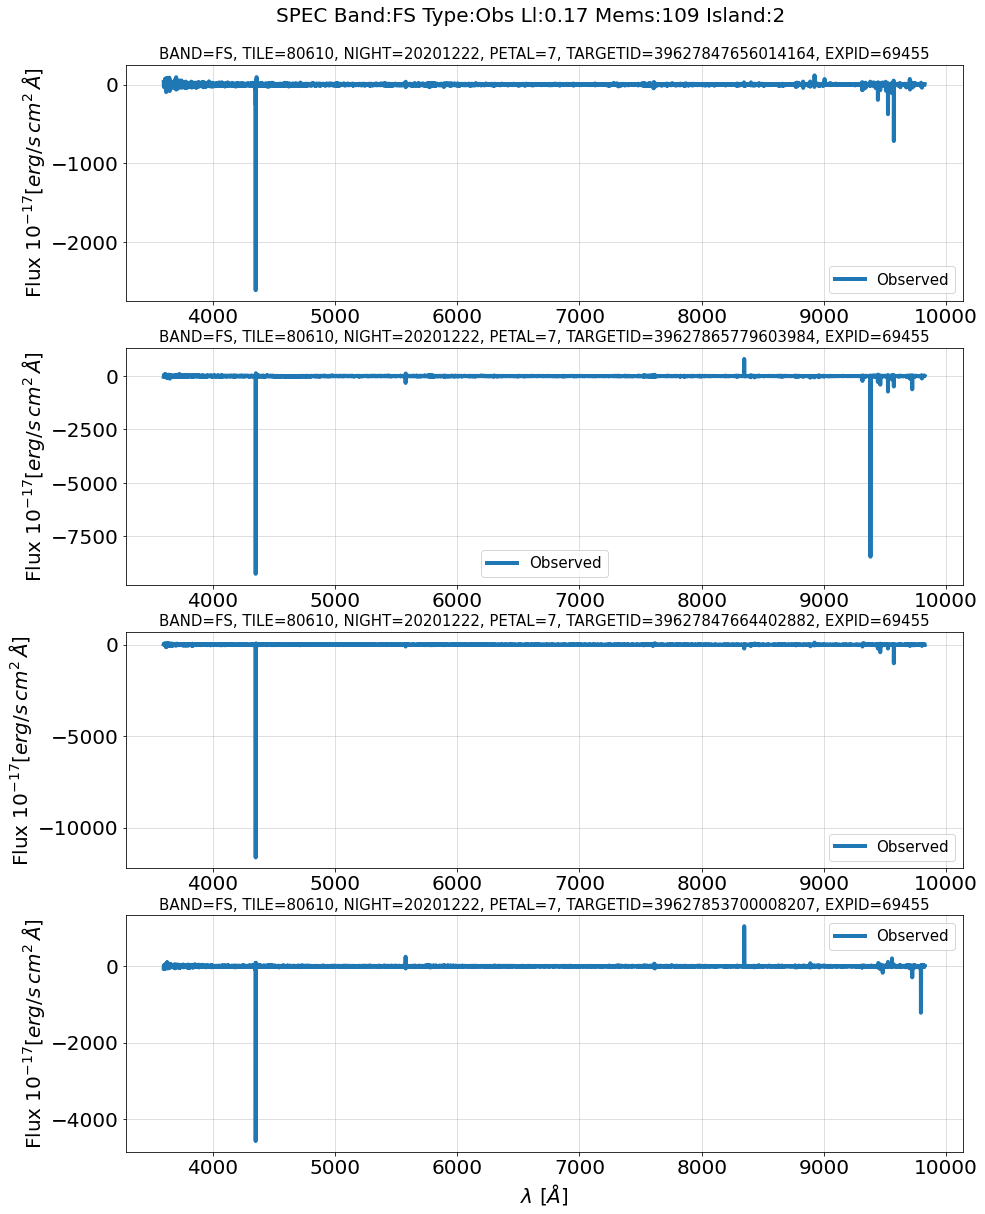 SPEC Band:FS Type:Obs Ll:0.17 Mems:109 Island:2
BAND=FS, TILE=80610, NIGHT=20201222, PETAL=7, TARGETID=39627847656014164, EXPID=69455
Flux 10⁻¹⁷[erg/s cm² Å]
0
−1000
−2000
Observed
4000 5000 6000 7000 8000 9000 10000
BAND=FS, TILE=80610, NIGHT=20201222, PETAL=7, TARGETID=39627865779603984, EXPID=69455
Flux 10⁻¹⁷[erg/s cm² Å]
0
−2500
−5000
−7500
Observed
4000 5000 6000 7000 8000 9000 10000
BAND=FS, TILE=80610, NIGHT=20201222, PETAL=7, TARGETID=39627847664402882, EXPID=69455
Flux 10⁻¹⁷[erg/s cm² Å]
0
−5000
−10000
Observed
4000 5000 6000 7000 8000 9000 10000
BAND=FS, TILE=80610, NIGHT=20201222, PETAL=7, TARGETID=39627853700008207, EXPID=69455
Flux 10⁻¹⁷[erg/s cm² Å]
Observed
0
−2000
−4000
4000 5000 6000 7000 8000 9000 10000
λ [Å]